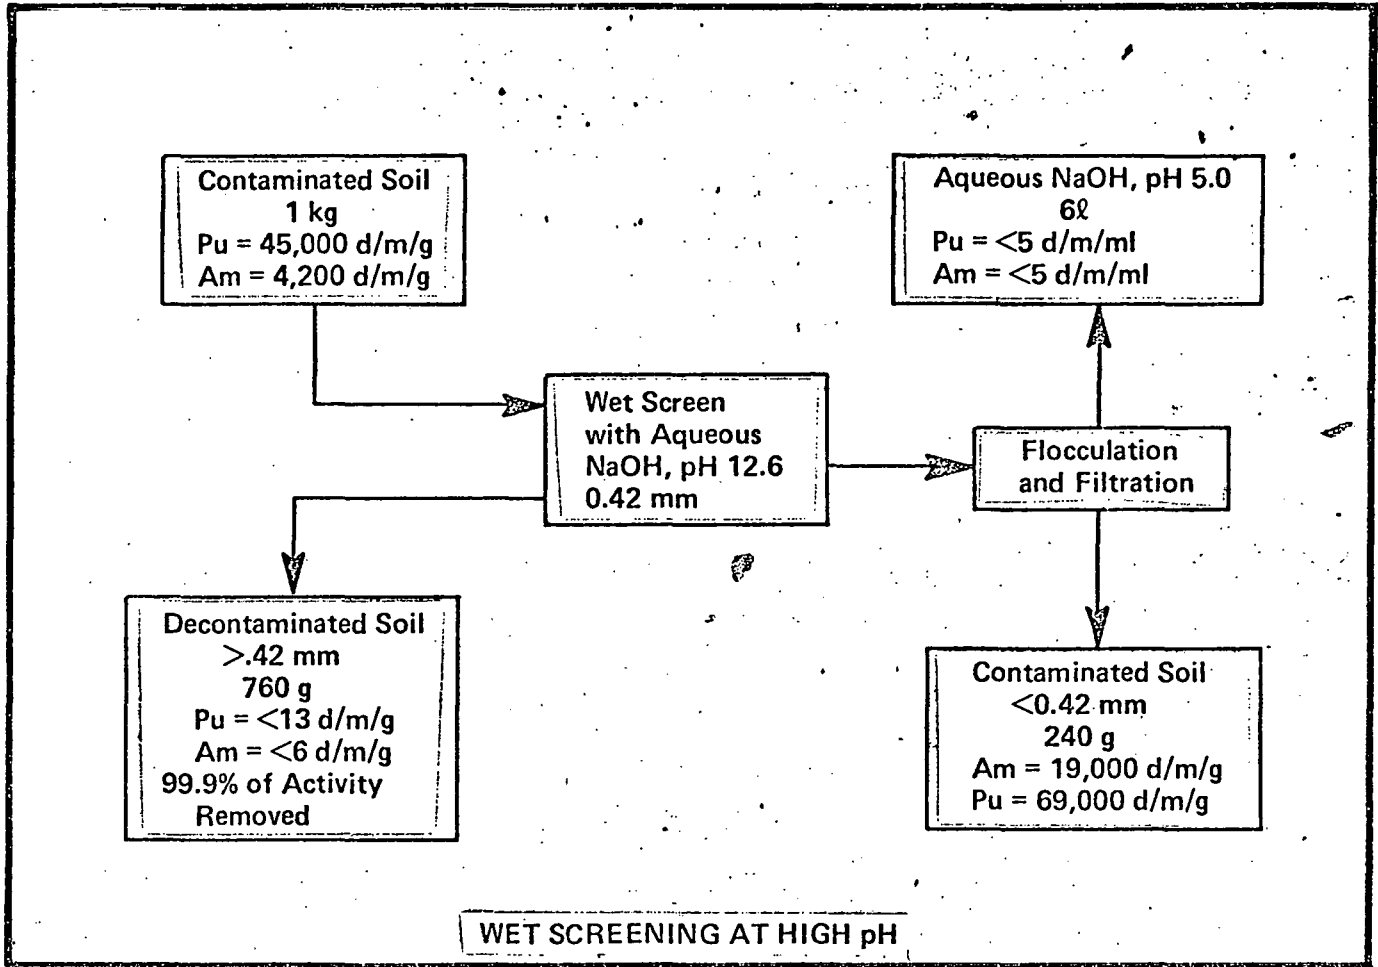 Contaminated Soil
1 kg
Pu = 45,000 d/m/g
Am = 4,200 d/m/g
Aqueous NaOH, pH 5.0
6ℓ
Pu = <5 d/m/ml
Am = <5 d/m/ml
Wet Screen
with Aqueous
NaOH, pH 12.6
0.42 mm
Flocculation
and Filtration
Decontaminated Soil
>.42 mm
760 g
Pu = <13 d/m/g
Am = <6 d/m/g
99.9% of Activity
Removed
Contaminated Soil
<0.42 mm
240 g
Am = 19,000 d/m/g
Pu = 69,000 d/m/g
WET SCREENING AT HIGH pH